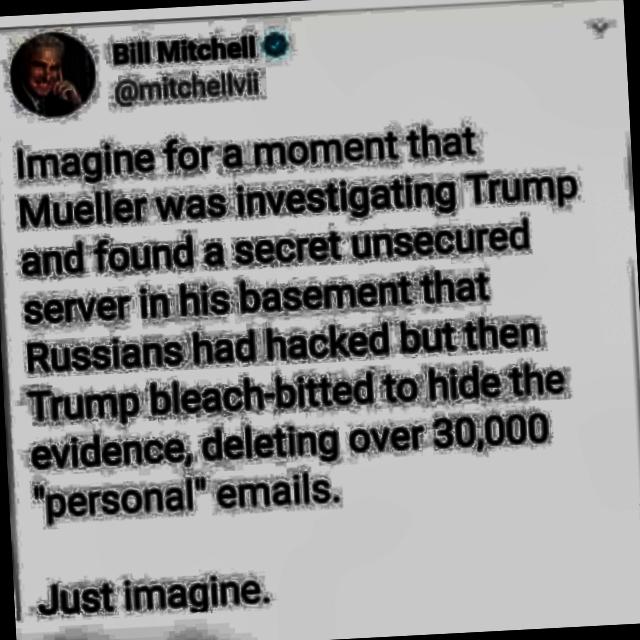 Bill Mitchell
@mitchellvii
Imagine for a moment that
Mueller was investigating Trump
and found a secret unsecured
server in his basement that
Russians had hacked but then
Trump bleach-bitted to hide the
evidence, deleting over 30,000
"personal" emails.
Just imagine.